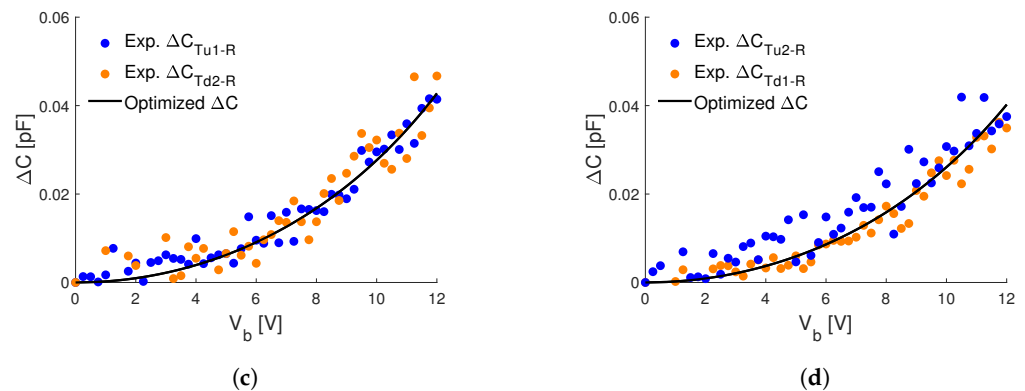 0.06
Exp. ΔC_Tu1-R
Exp. ΔC_Td2-R
Optimized ΔC
0.04
0.02
0
ΔC [pF]
0 2 4 6 8 10 12
V_b [V]
(c)
0.06
Exp. ΔC_Tu2-R
Exp. ΔC_Td1-R
Optimized ΔC
0.04
0.02
0
ΔC [pF]
0 2 4 6 8 10 12
V_b [V]
(d)